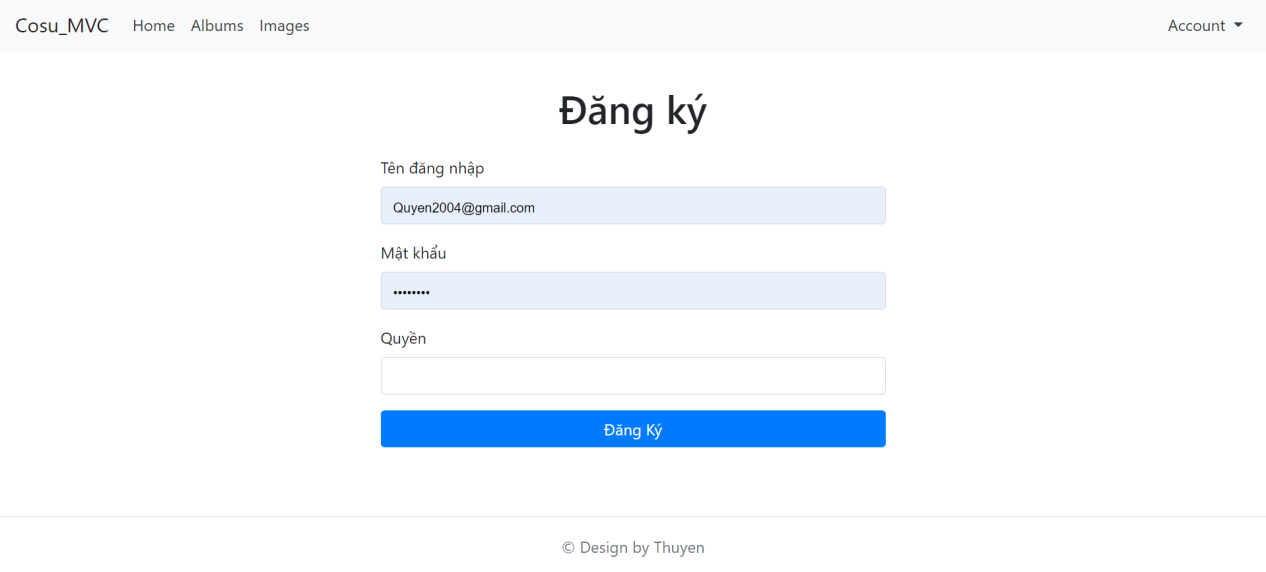 Cosu_MVC Home Albums Images Account
Đăng ký
Tên đăng nhập
Quyen2004@gmail.com
Mật khẩu
••••••••
Quyền
Đăng Ký
© Design by Thuyen